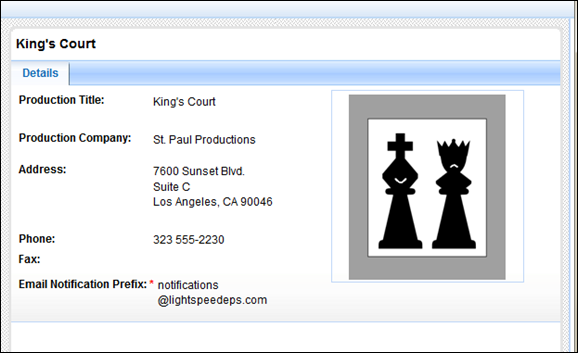 King's Court
Details
Production Title: King's Court
Production Company: St. Paul Productions
Address: 7600 Sunset Blvd.
Suite C
Los Angeles, CA 90046
Phone: 323 555-2230
Fax:
Email Notification Prefix: * notifications
@lightspeedeps.com